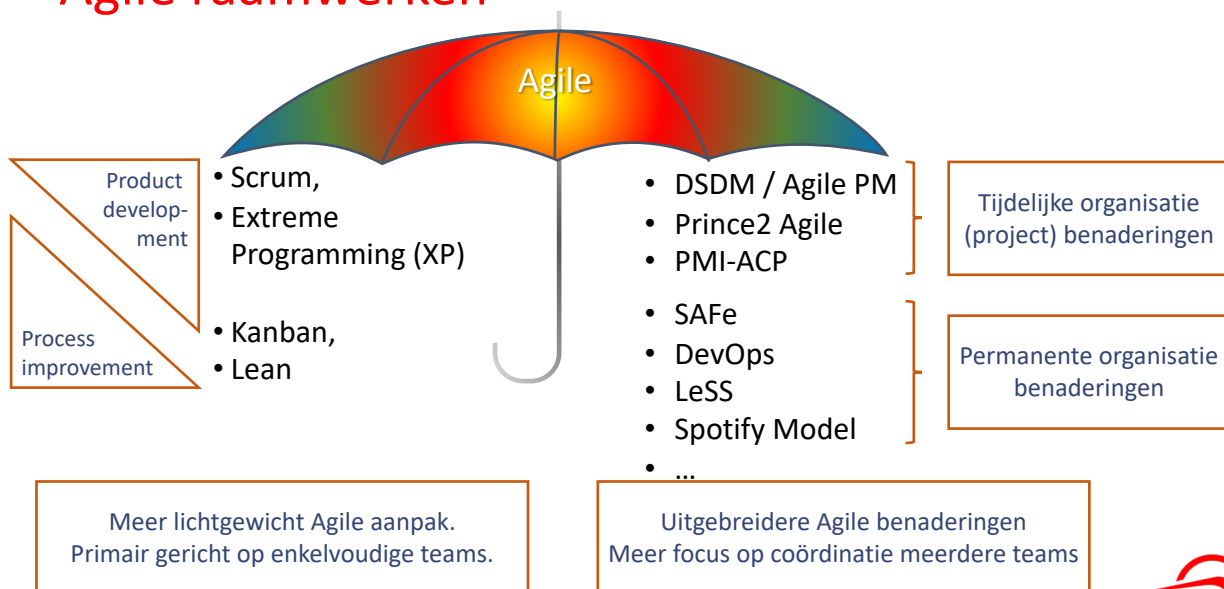 Agile raamwerken
Agile
Product
develop-
ment
Process
improvement
• Scrum,
• Extreme
Programming (XP)
• Kanban,
• Lean
• DSDM / Agile PM
• Prince2 Agile
• PMI-ACP
• SAFe
• DevOps
• LeSS
• Spotify Model
• …
Tijdelijke organisatie
(project) benaderingen
Permanente organisatie
benaderingen
Meer lichtgewicht Agile aanpak.
Primair gericht op enkelvoudige teams.
Uitgebreidere Agile benaderingen
Meer focus op coördinatie meerdere teams